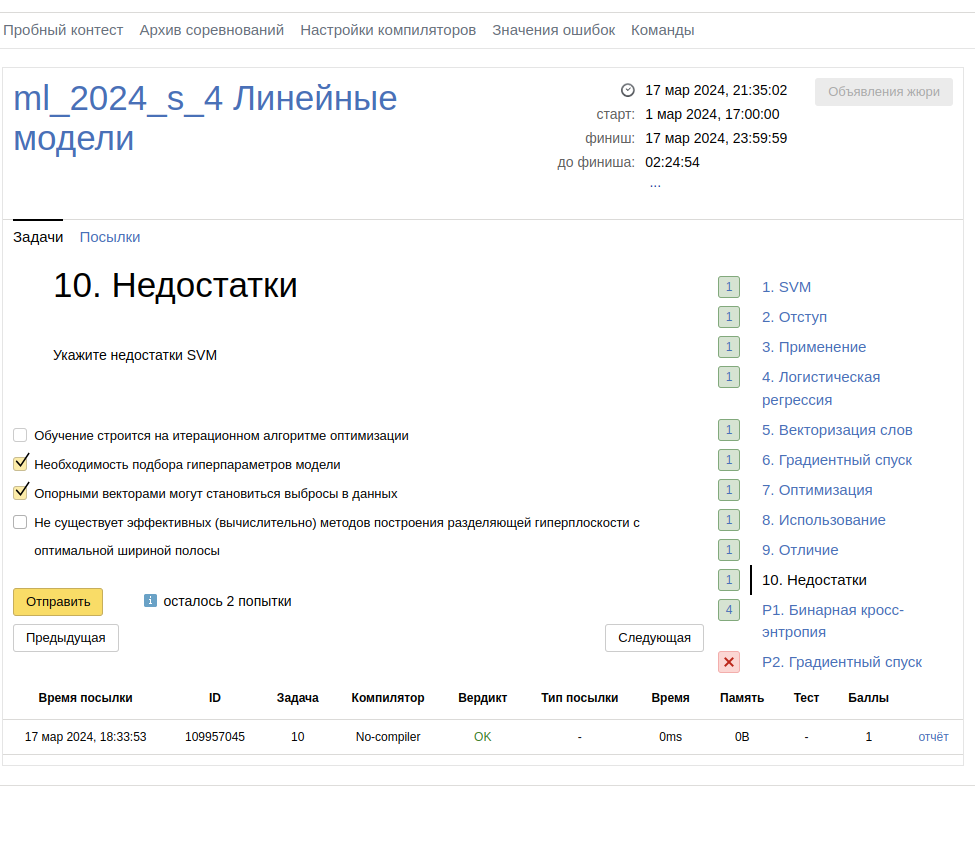 Пробный контест Архив соревнований Настройки компиляторов Значения ошибок Команды
ml_2024_s_4 Линейные
модели
17 мар 2024, 21:35:02
Объявления жюри
старт: 1 мар 2024, 17:00:00
финиш: 17 мар 2024, 23:59:59
до финиша: 02:24:54
...
Задачи Посылки
10. Недостатки
Укажите недостатки SVM
Обучение строится на итерационном алгоритме оптимизации
Необходимость подбора гиперпараметров модели
Опорными векторами могут становиться выбросы в данных
Не существует эффективных (вычислительно) методов построения разделяющей гиперплоскости с
оптимальной шириной полосы
Отправить
i осталось 2 попытки
Предыдущая
Следующая
1 1. SVM
1 2. Отступ
1 3. Применение
1 4. Логистическая
регрессия
1 5. Векторизация слов
1 6. Градиентный спуск
1 7. Оптимизация
1 8. Использование
1 9. Отличие
1 10. Недостатки
4 P1. Бинарная кросс-
энтропия
P2. Градиентный спуск
Время посылки ID Задача Компилятор Вердикт Тип посылки Время Память Тест Баллы
17 мар 2024, 18:33:53 109957045 10 No-compiler OK - 0ms 0B - 1 отчёт